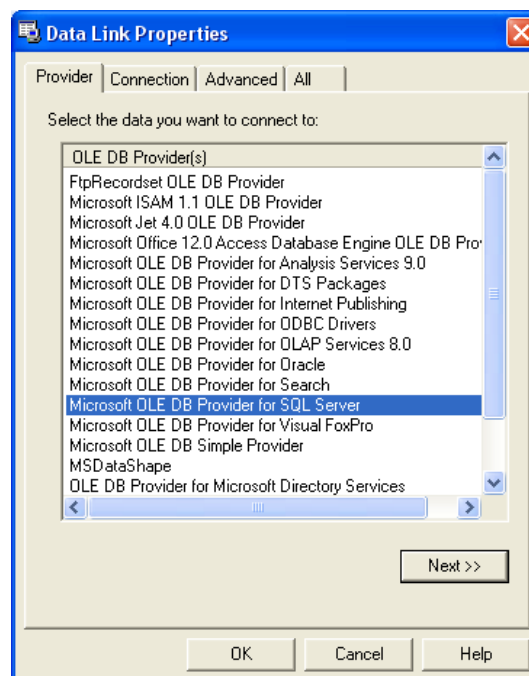 Data Link Properties
Provider Connection Advanced All
Select the data you want to connect to:
OLE DB Provider(s)
FtpRecordset OLE DB Provider
Microsoft ISAM 1.1 OLE DB Provider
Microsoft Jet 4.0 OLE DB Provider
Microsoft Office 12.0 Access Database Engine OLE DB Pro
Microsoft OLE DB Provider for Analysis Services 9.0
Microsoft OLE DB Provider for DTS Packages
Microsoft OLE DB Provider for Internet Publishing
Microsoft OLE DB Provider for ODBC Drivers
Microsoft OLE DB Provider for OLAP Services 8.0
Microsoft OLE DB Provider for Oracle
Microsoft OLE DB Provider for Search
Microsoft OLE DB Provider for SQL Server
Microsoft OLE DB Provider for Visual FoxPro
Microsoft OLE DB Simple Provider
MSDataShape
OLE DB Provider for Microsoft Directory Services
Next >>
OK Cancel Help